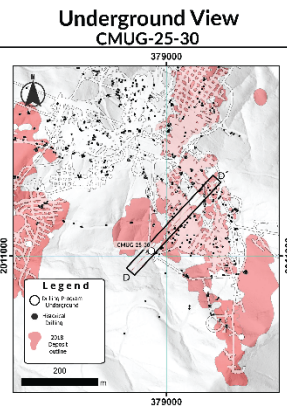 Underground View
CMUG-25-30
379000
N
D'
CMUG 25-30
D
2011000
Legend
Drilling Program
Underground
Historical
Drilling
2018
Deposit
outline
200
m
379000